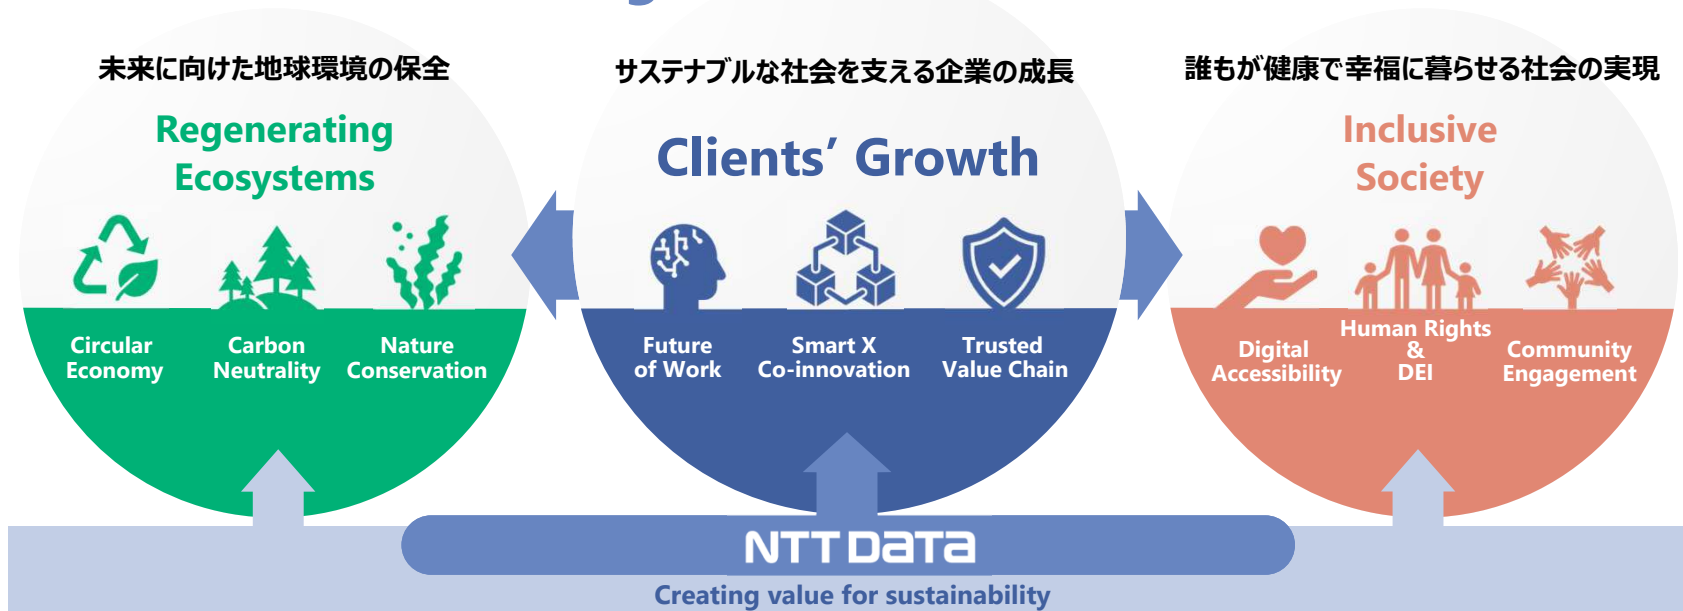 未来に向けた地球環境の保全
Regenerating
Ecosystems
Circular
Economy
Carbon
Neutrality
Nature
Conservation
サステナブルな社会を支える企業の成長
Clients’ Growth
Future
of Work
Smart X
Co-innovation
Trusted
Value Chain
誰もが健康で幸福に暮らせる社会の実現
Inclusive
Society
Digital
Accessibility
Human Rights
&
DEI
Community
Engagement
NTT DATA
Creating value for sustainability